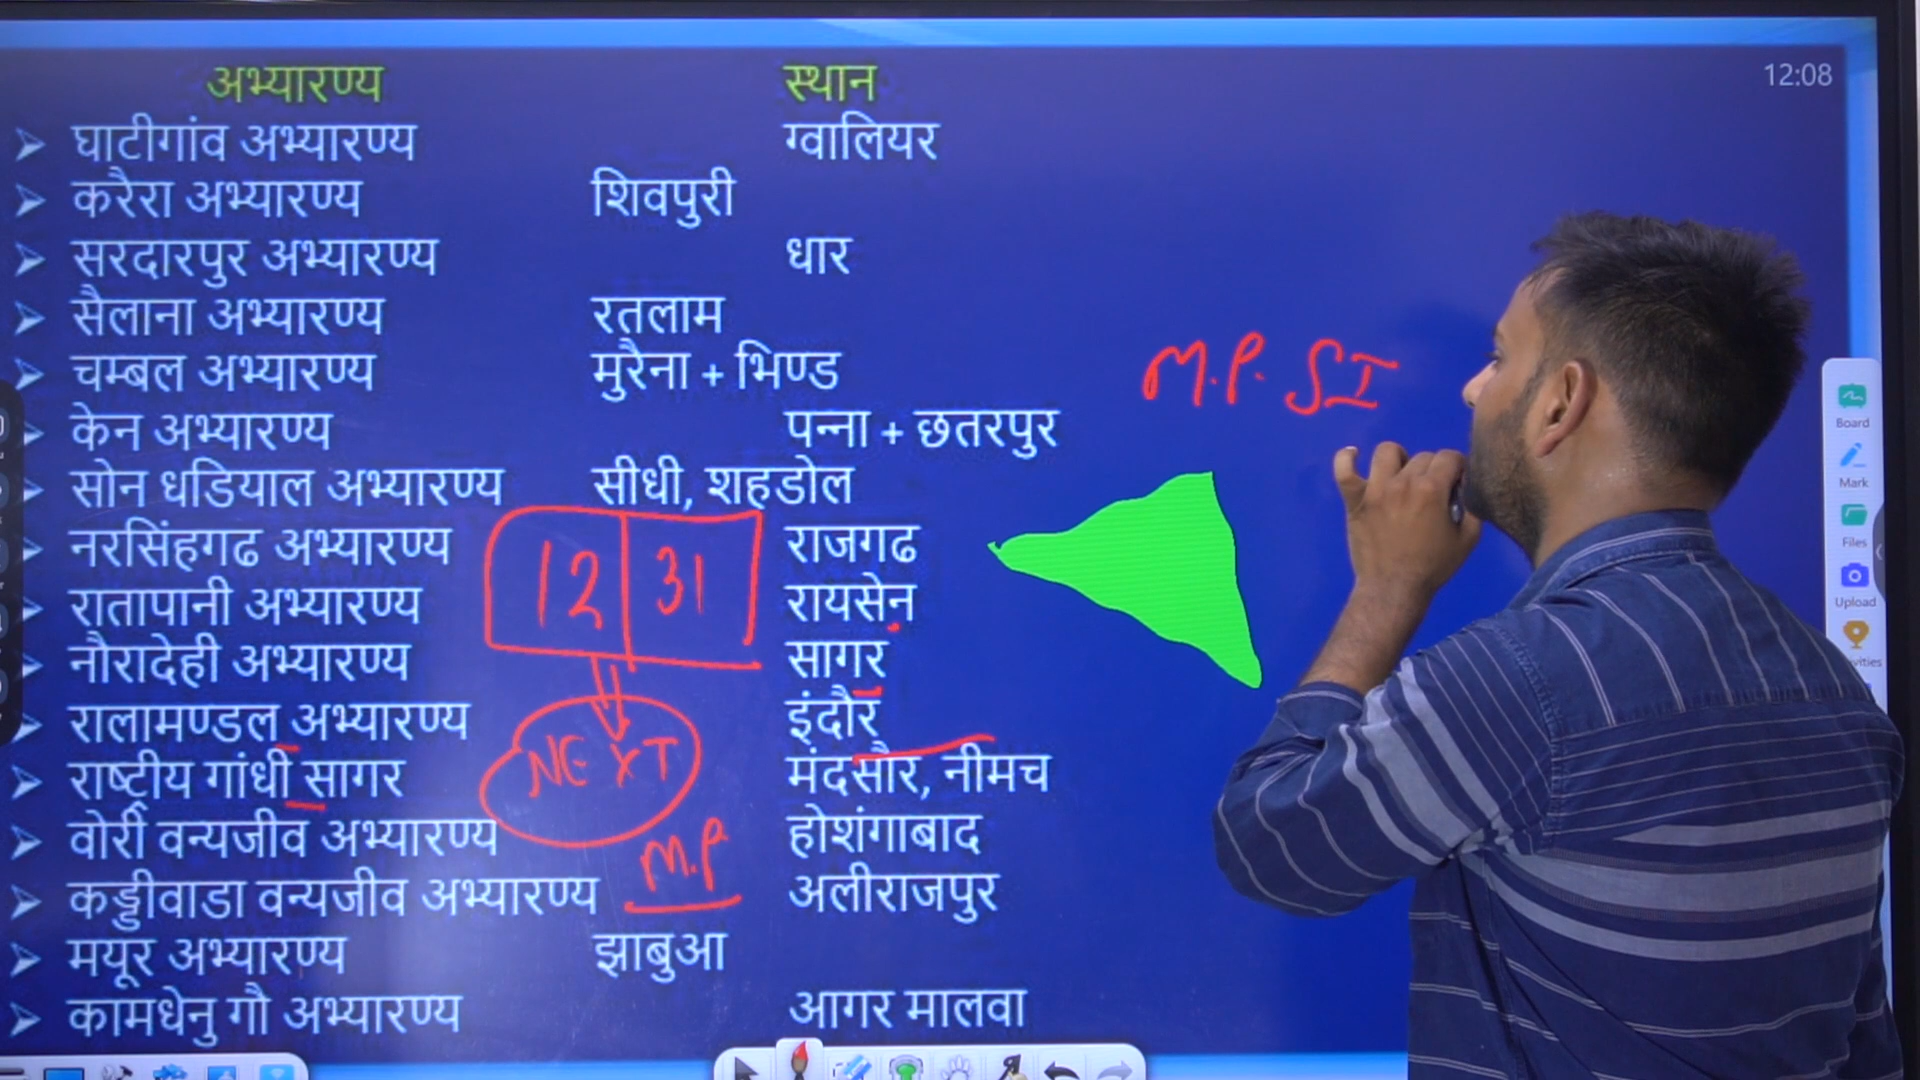 12:08
अभ्यारण्य स्थान
घाटीगांव अभ्यारण्य ग्वालियर
करैरा अभ्यारण्य शिवपुरी
सरदारपुर अभ्यारण्य धार
सैलाना अभ्यारण्य रतलाम
चम्बल अभ्यारण्य मुरैना + भिण्ड
केन अभ्यारण्य पन्ना + छतरपुर
सोन धडियाल अभ्यारण्य सीधी, शहडोल
नरसिंहगढ अभ्यारण्य राजगढ
रातापानी अभ्यारण्य रायसेन
नौरादेही अभ्यारण्य सागर
रालामण्डल अभ्यारण्य इंदौर
राष्ट्रीय गांधी सागर मंदसौर, नीमच
वोरी वन्यजीव अभ्यारण्य होशंगाबाद
कड्डीवाडा वन्यजीव अभ्यारण्य अलीराजपुर
मयूर अभ्यारण्य झाबुआ
कामधेनु गौ अभ्यारण्य आगर मालवा
12 31
NEXT
M.P
M.P. SI
Board
Mark
Files
Upload